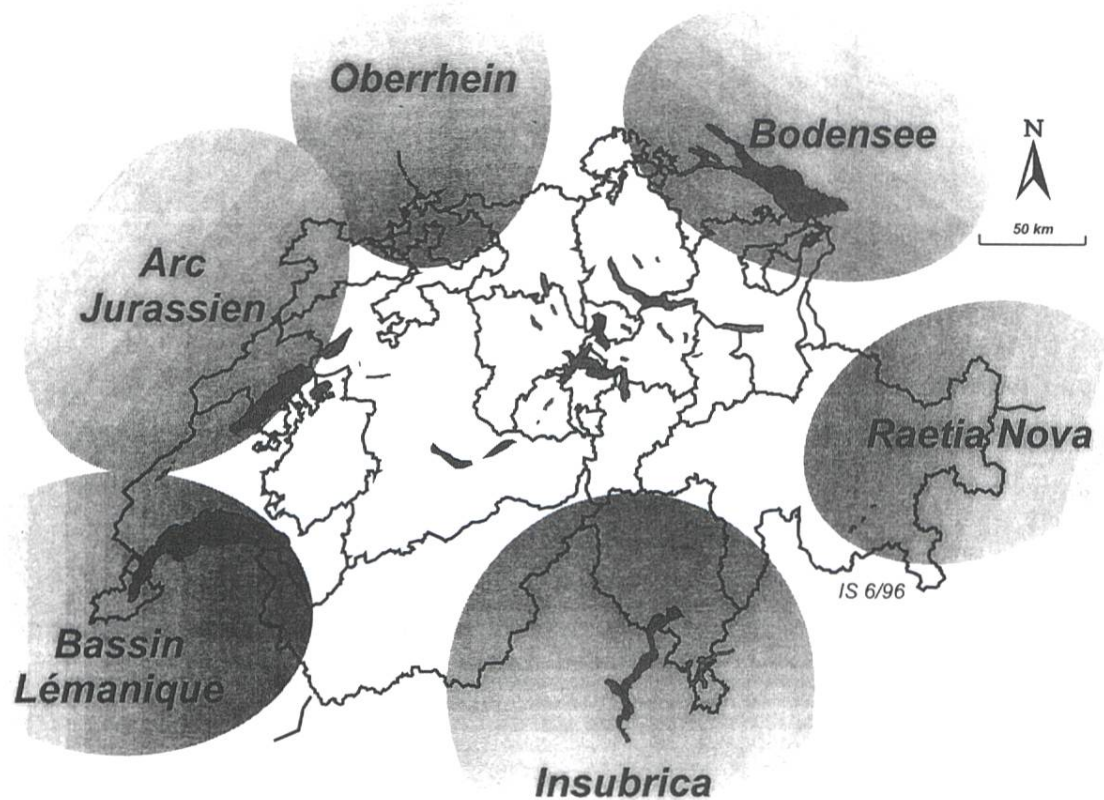 Oberrhein
Bodensee
N
50 km
Arc
Jurassien
Raetia Nova
IS 6/96
Bassin
Lémanique
Insubrica